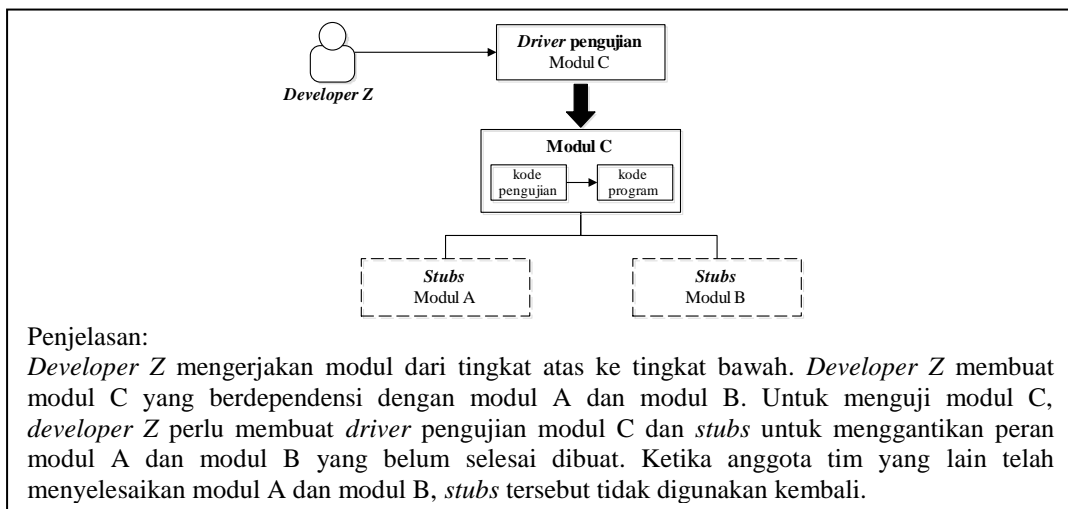 Driver pengujian
Modul C
Developer Z
Modul C
kode
pengujian
kode
program
Stubs
Modul A
Stubs
Modul B
Penjelasan:
Developer Z mengerjakan modul dari tingkat atas ke tingkat bawah. Developer Z membuat
modul C yang berdependensi dengan modul A dan modul B. Untuk menguji modul C,
developer Z perlu membuat driver pengujian modul C dan stubs untuk menggantikan peran
modul A dan modul B yang belum selesai dibuat. Ketika anggota tim yang lain telah
menyelesaikan modul A dan modul B, stubs tersebut tidak digunakan kembali.